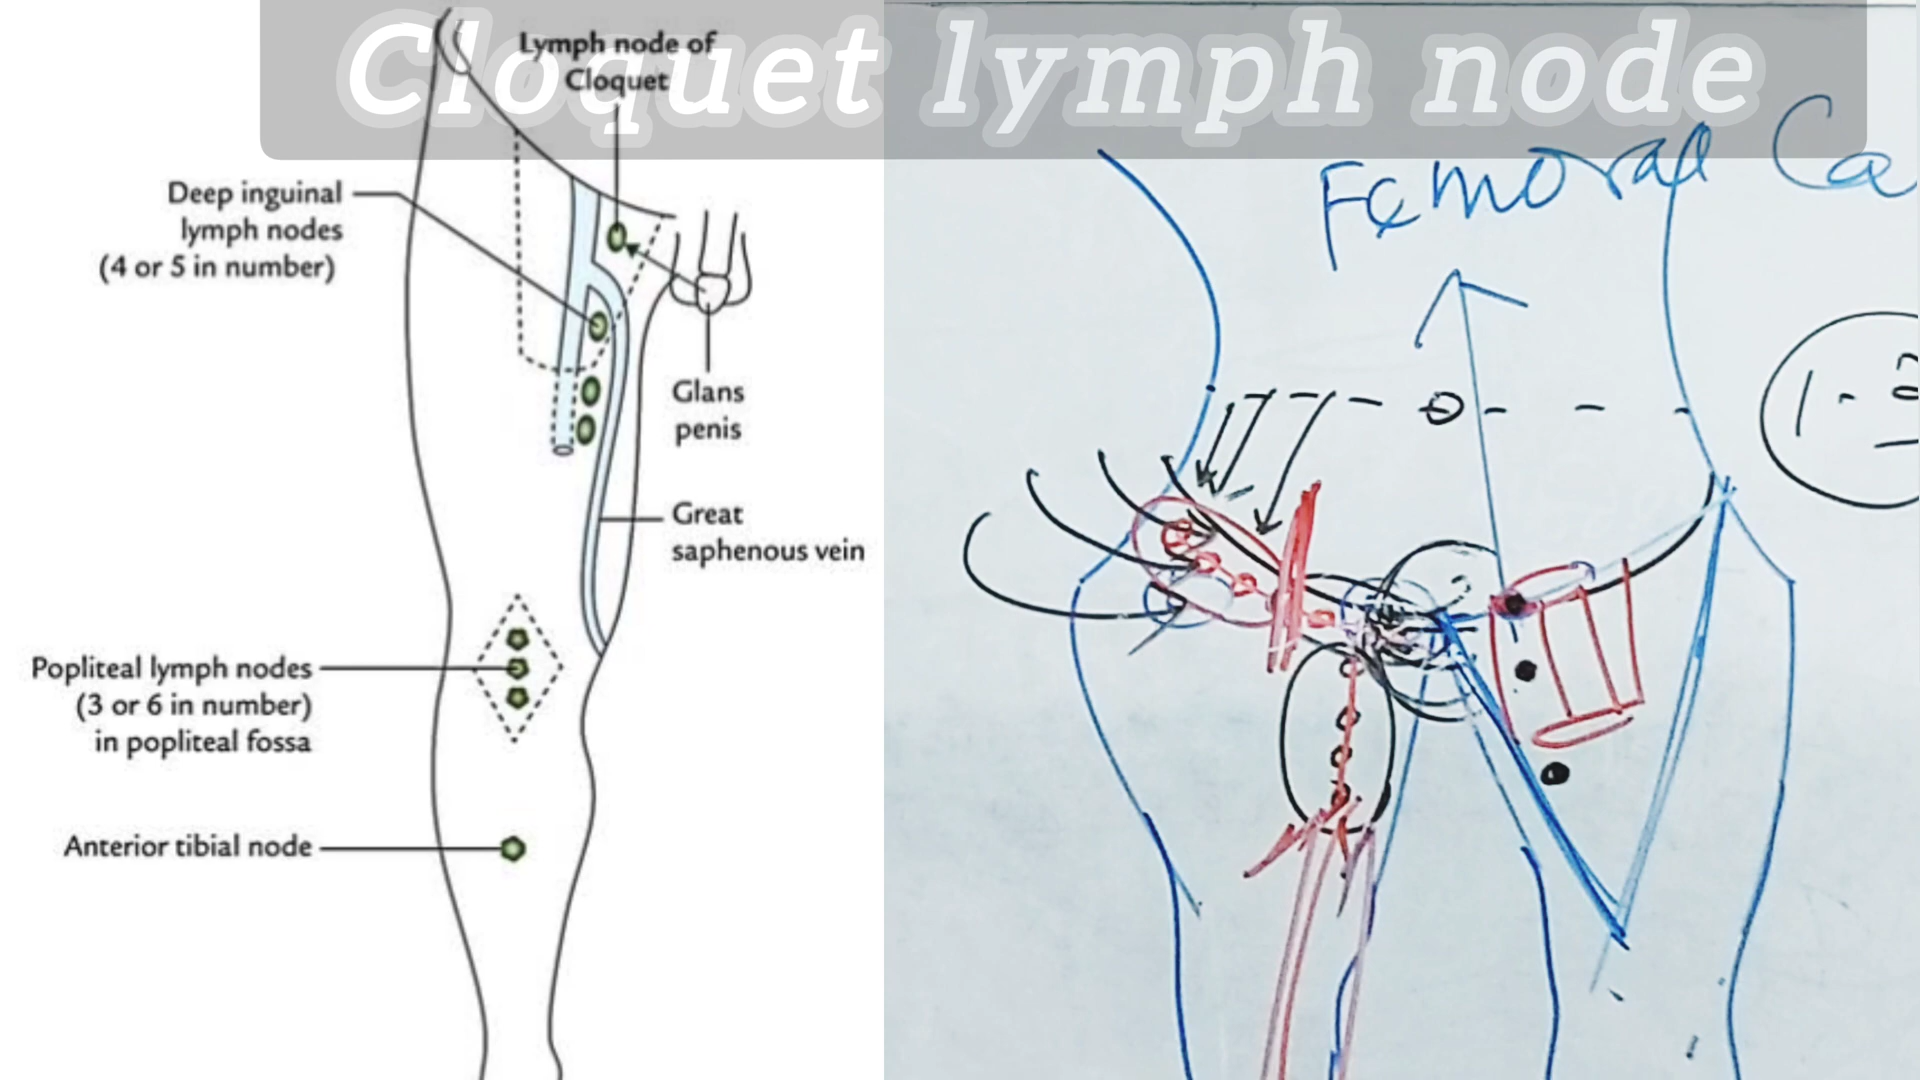 Cloquet lymph node
Lymph node of
Cloquet
Deep inguinal
lymph nodes
(4 or 5 in number)
Glans
penis
Great
saphenous vein
Popliteal lymph nodes
(3 or 6 in number)
in popliteal fossa
Anterior tibial node
Femoral Ca